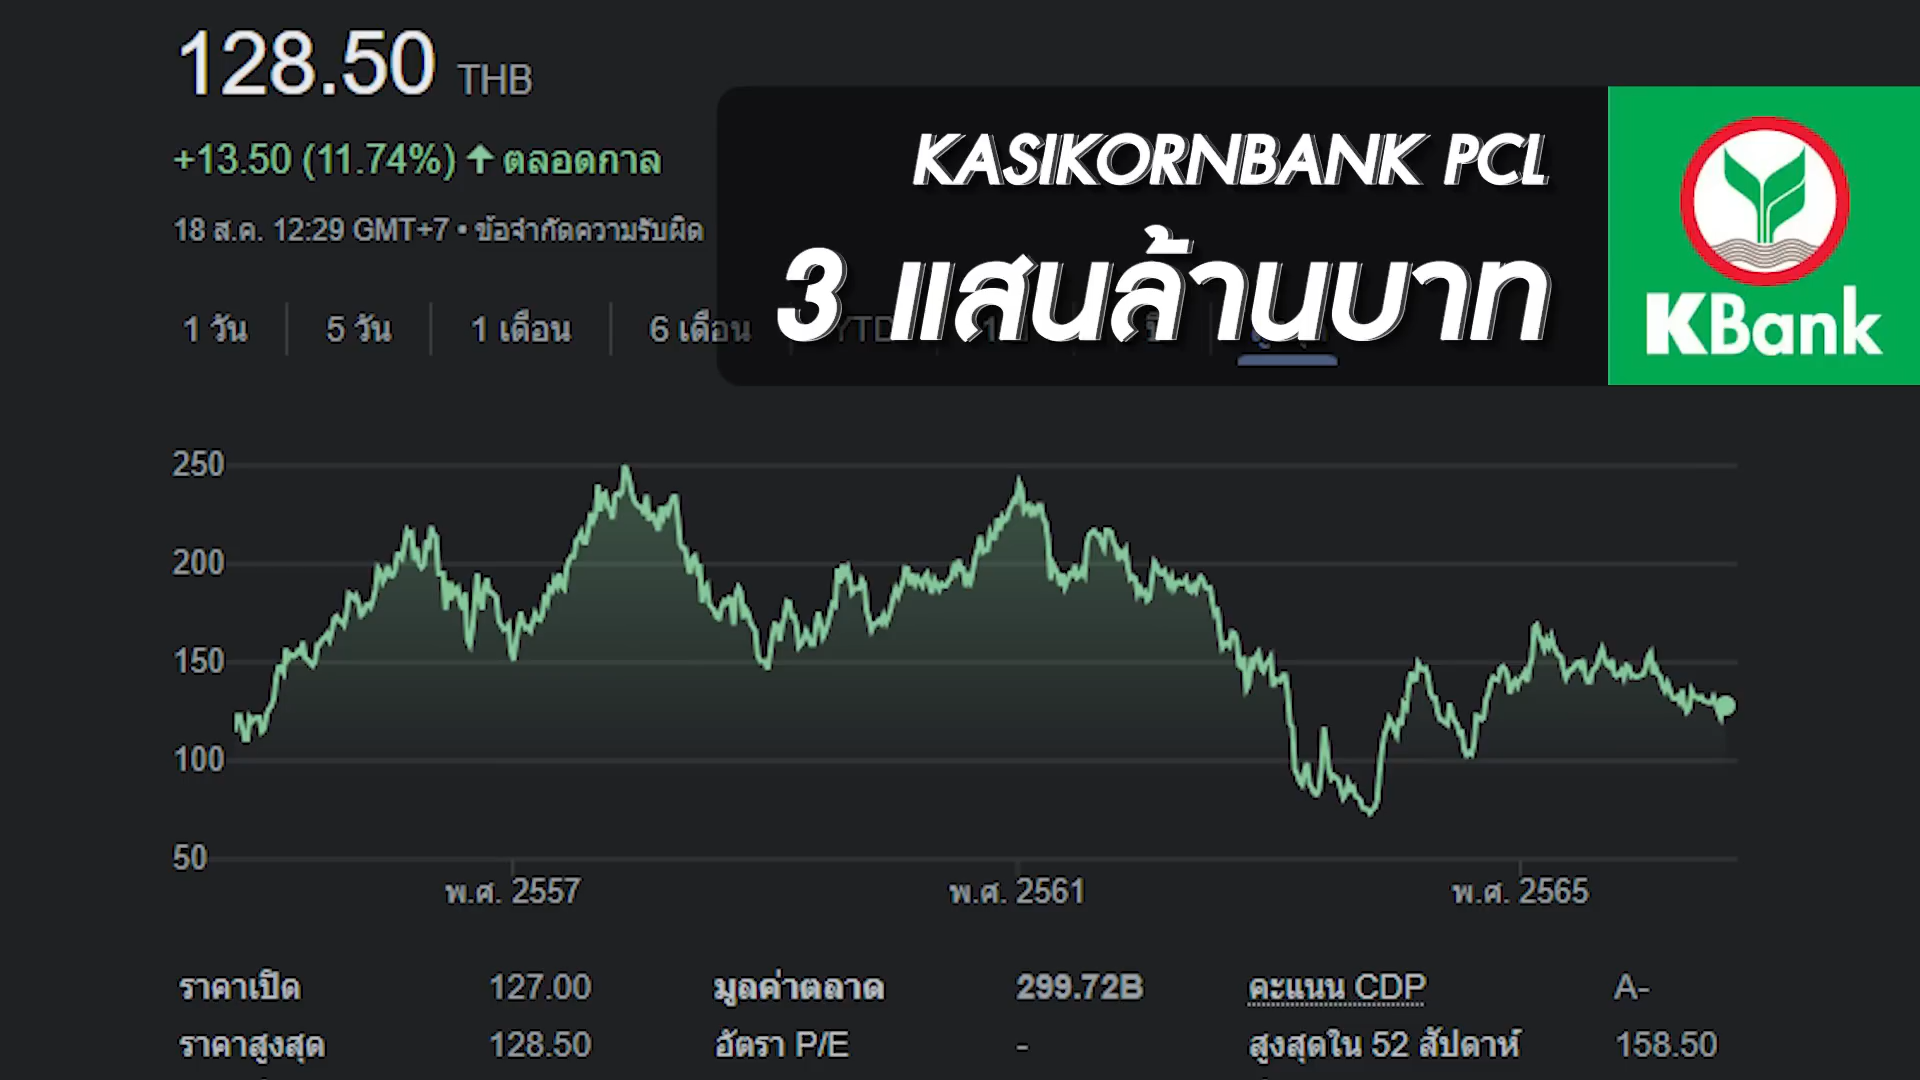 128.50 THB
+13.50 (11.74%) ↑ ตลอดกาล
18 ส.ค. 12:29 GMT+7 • ข้อจำกัดความรับผิด
KASIKORNBANK PCL
3 แสนล้านบาท
KBank
1 วัน 5 วัน 1 เดือน 6 เดือน YTD
250
200
150
100
50
พ.ศ. 2557 พ.ศ. 2561 พ.ศ. 2565
ราคาเปิด 127.00 มูลค่าตลาด 299.72B คะแนน CDP A-
ราคาสูงสุด 128.50 อัตรา P/E - สูงสุดใน 52 สัปดาห์ 158.50